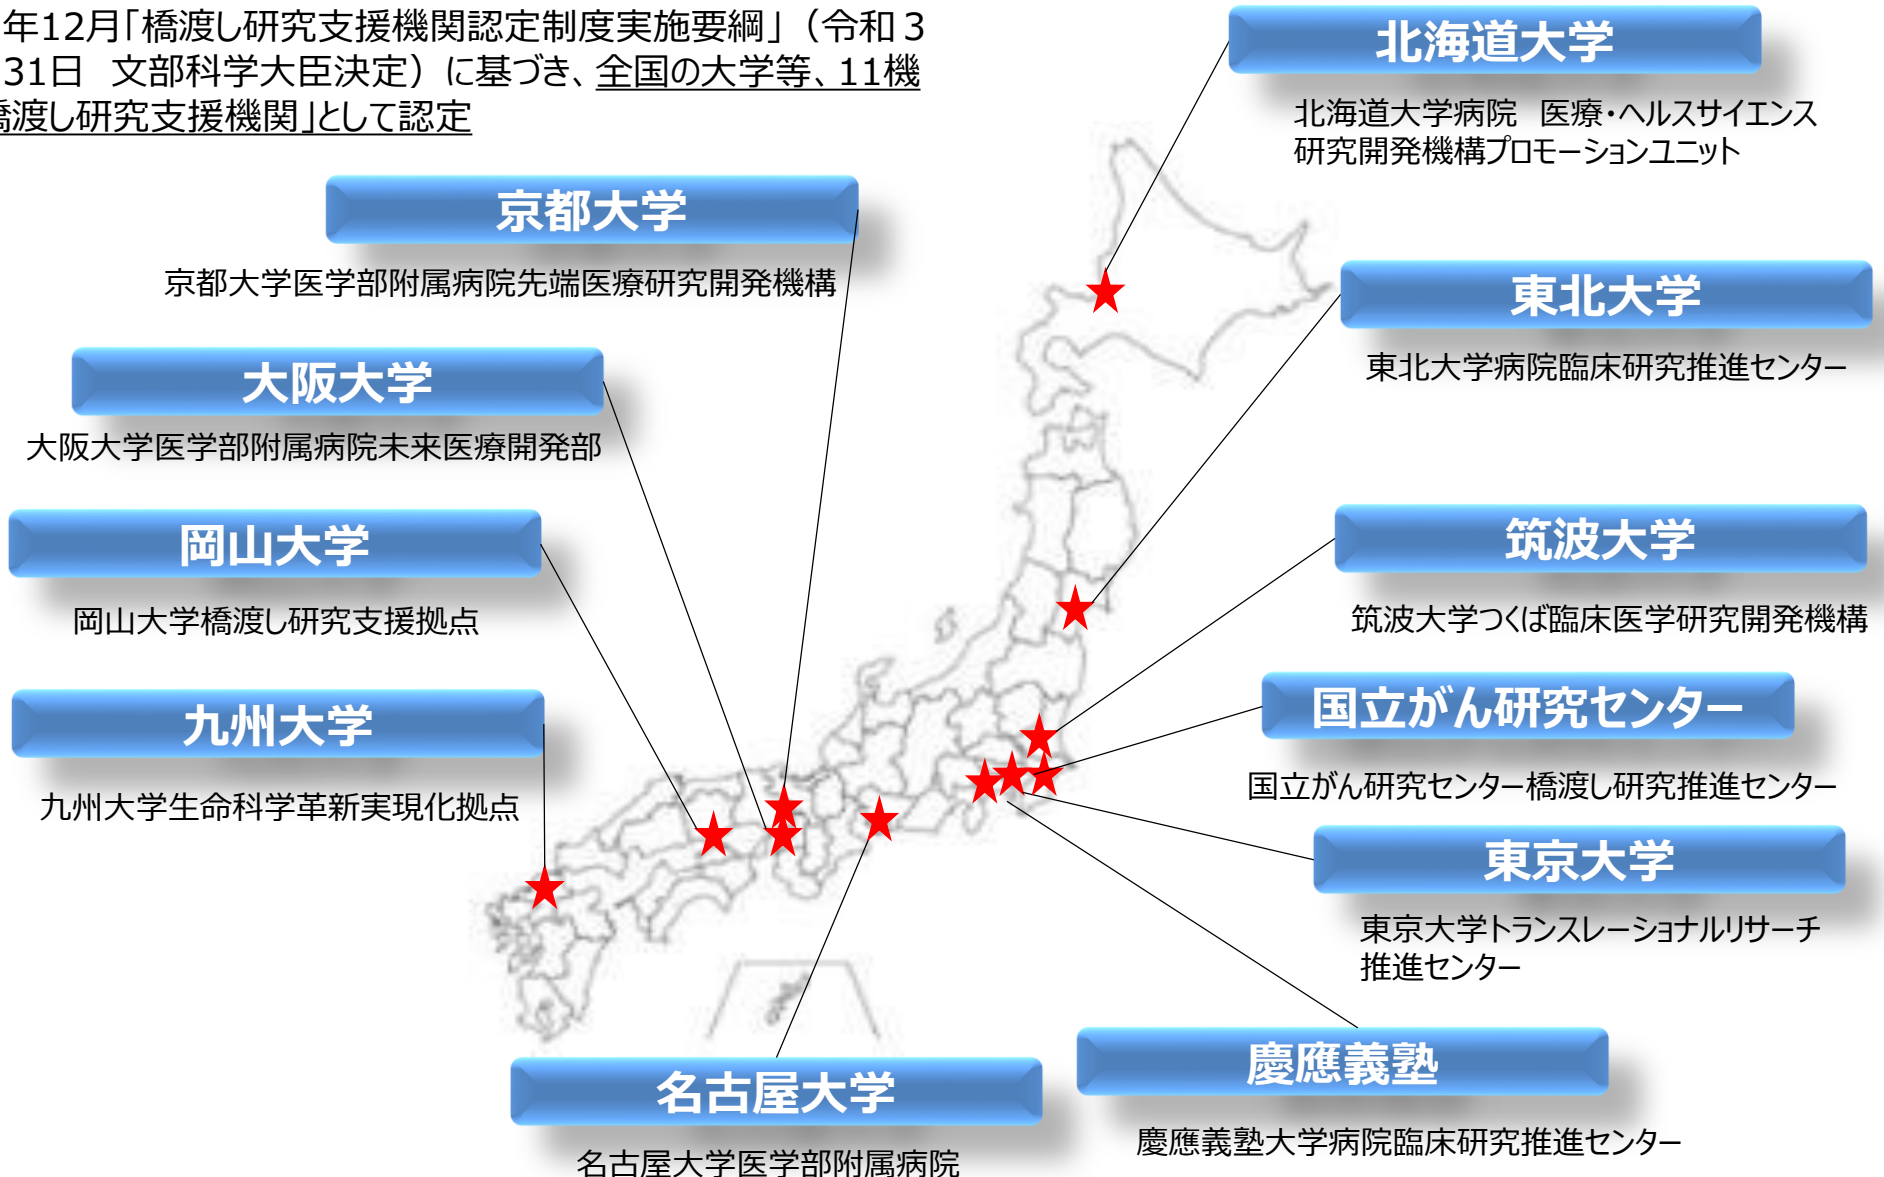 年12月「橋渡し研究支援機関認定制度実施要綱」（令和３
31日　文部科学大臣決定）に基づき、全国の大学等、11機
橋渡し研究支援機関」として認定
北海道大学
北海道大学病院　医療・ヘルスサイエンス
研究開発機構プロモーションユニット
京都大学
京都大学医学部附属病院先端医療研究開発機構
東北大学
東北大学病院臨床研究推進センター
大阪大学
大阪大学医学部附属病院未来医療開発部
岡山大学
岡山大学橋渡し研究支援拠点
筑波大学
筑波大学つくば臨床医学研究開発機構
九州大学
九州大学生命科学革新実現化拠点
国立がん研究センター
国立がん研究センター橋渡し研究推進センター
東京大学
東京大学トランスレーショナルリサーチ
推進センター
慶應義塾
慶應義塾大学病院臨床研究推進センター
名古屋大学
名古屋大学医学部附属病院